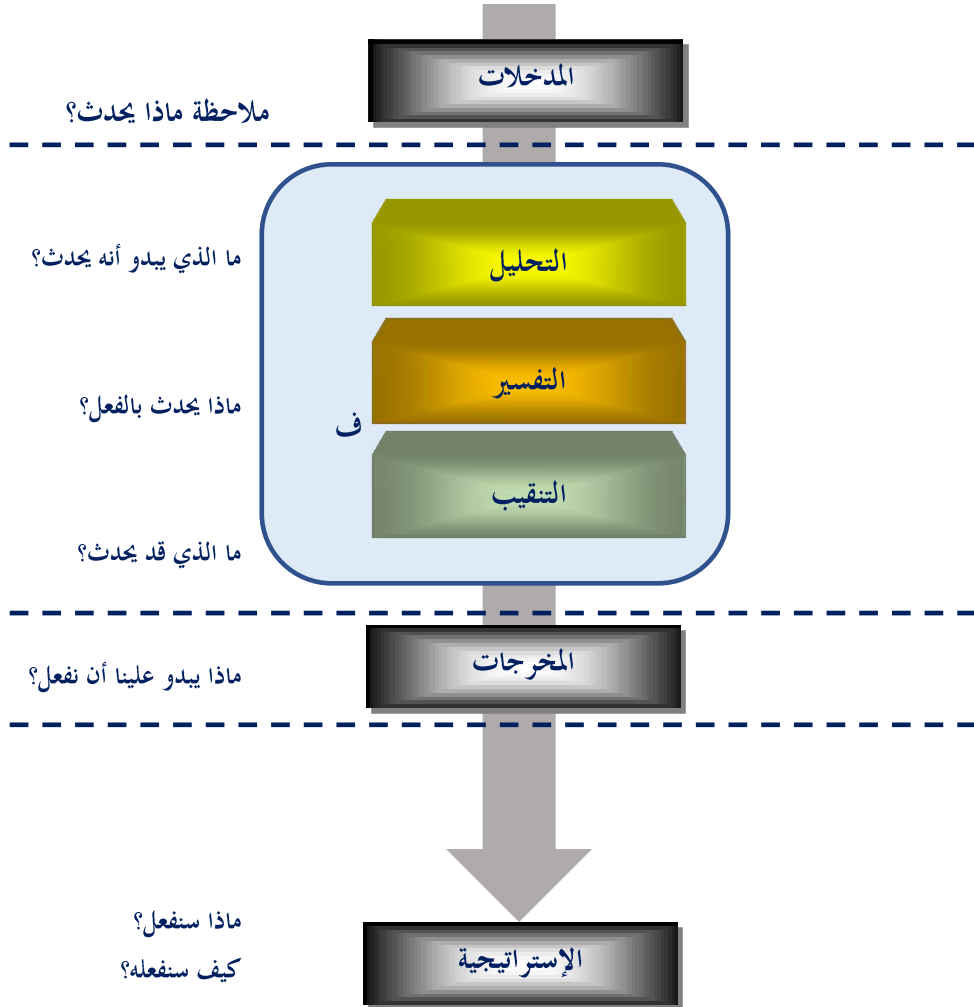 المدخلات
ملاحظة ماذا يحدث؟
التحليل
ما الذي يبدو أنه يحدث؟
التفسير
ماذا يحدث بالفعل؟
ف
التنقيب
ما الذي قد يحدث؟
المخرجات
ماذا يبدو علينا أن نفعل؟
ماذا سنفعل؟
الإستراتيجية
كيف سنفعله؟